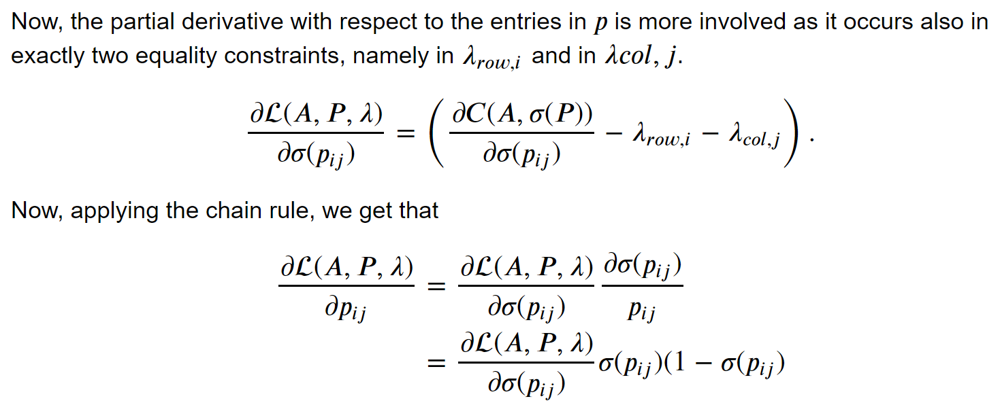 Now, the partial derivative with respect to the entries in $p$ is more involved as it occurs also in
exactly two equality constraints, namely in $\lambda_{row,i}$ and in $\lambda col, j$.
$\frac{\partial \mathcal{L}(A, P, \lambda)}{\partial \sigma(p_{ij})} = \left( \frac{\partial C(A, \sigma(P))}{\partial \sigma(p_{ij})} - \lambda_{row,i} - \lambda_{col,j} \right).$
Now, applying the chain rule, we get that
$\frac{\partial \mathcal{L}(A, P, \lambda)}{\partial p_{ij}} = \frac{\partial \mathcal{L}(A, P, \lambda)}{\partial \sigma(p_{ij})} \frac{\partial \sigma(p_{ij})}{p_{ij}}$
$= \frac{\partial \mathcal{L}(A, P, \lambda)}{\partial \sigma(p_{ij})} \sigma(p_{ij})(1 - \sigma(p_{ij})$